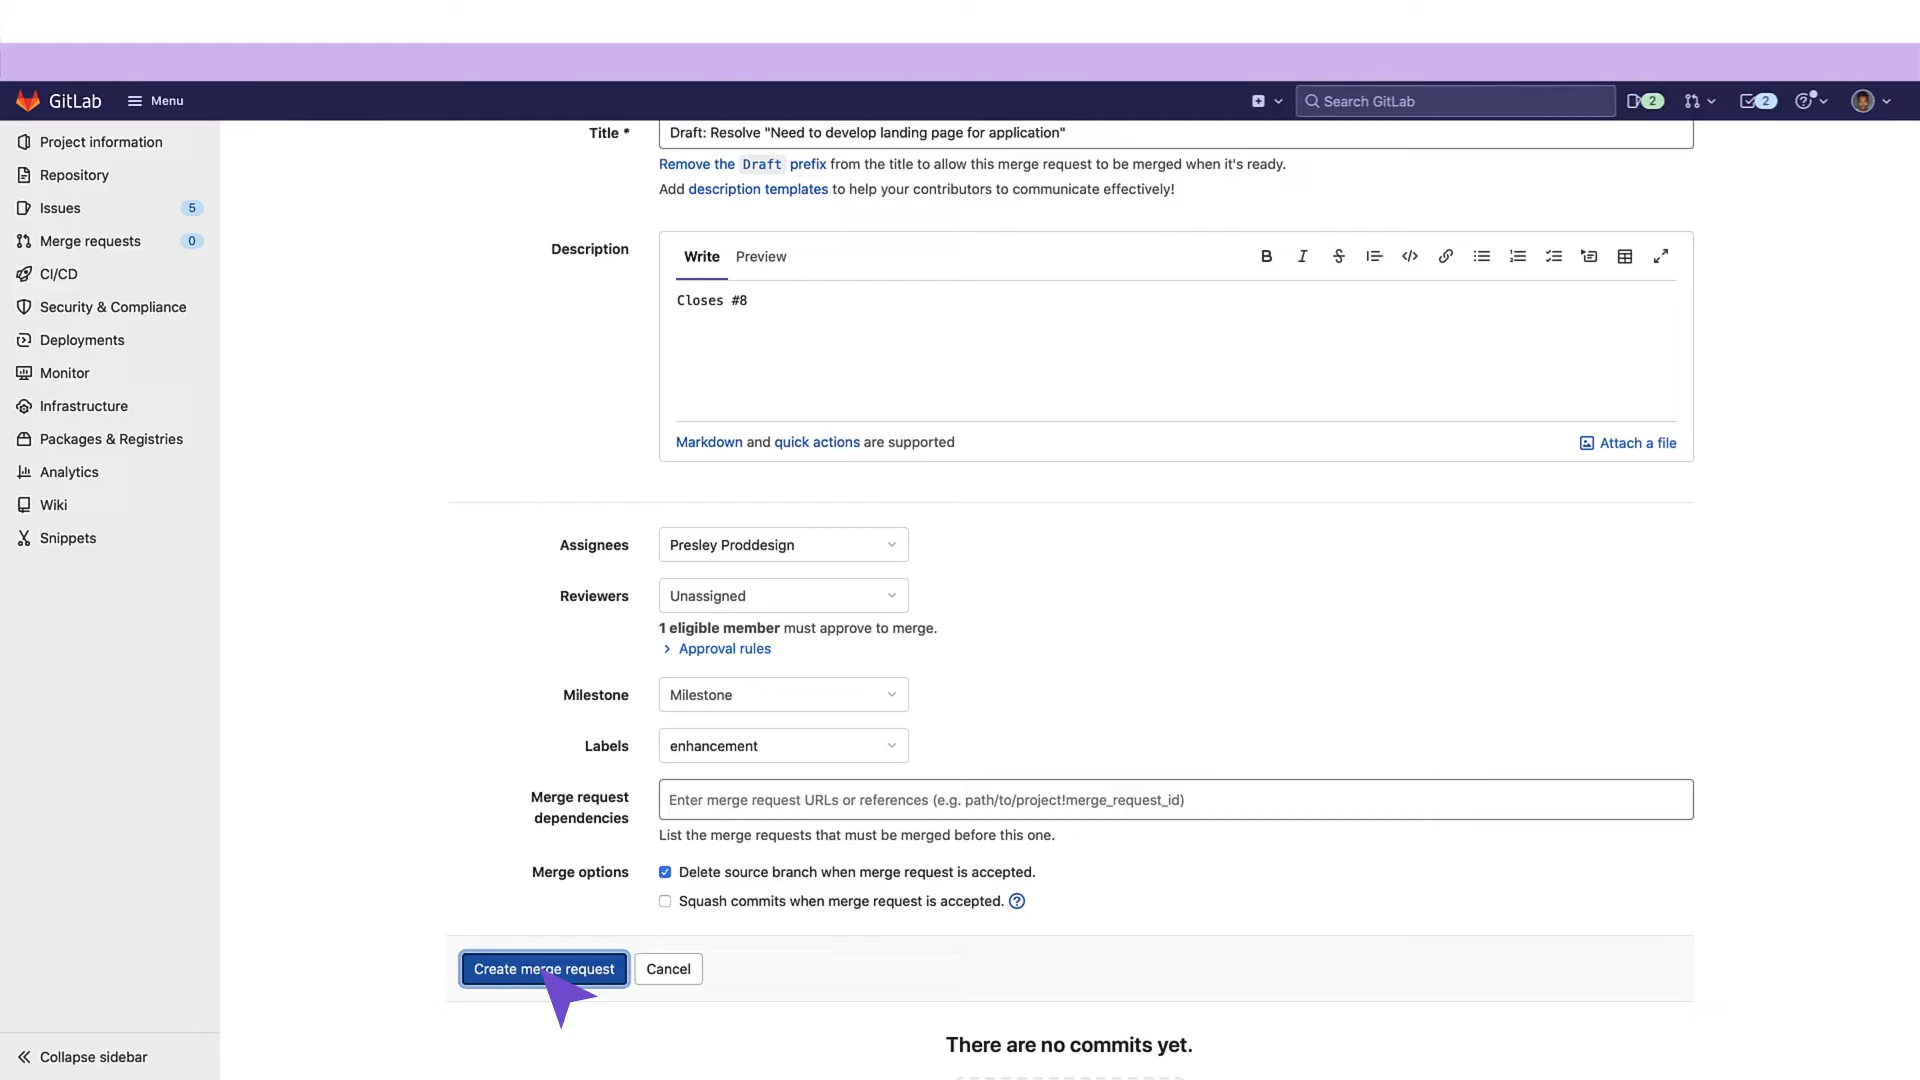 GitLab
Menu
Search GitLab
2
2
Project information
Repository
Issues 5
Merge requests 0
CI/CD
Security & Compliance
Deployments
Monitor
Infrastructure
Packages & Registries
Analytics
Wiki
Snippets
Collapse sidebar
Title *
Draft: Resolve "Need to develop landing page for application"
Remove the Draft prefix from the title to allow this merge request to be merged when it's ready.
Add description templates to help your contributors to communicate effectively!
Description
Write Preview
Closes #8
Markdown and quick actions are supported
Attach a file
Assignees
Presley Proddesign
Reviewers
Unassigned
1 eligible member must approve to merge.
Approval rules
Milestone
Milestone
Labels
enhancement
Merge request
dependencies
Enter merge request URLs or references (e.g. path/to/project!merge_request_id)
List the merge requests that must be merged before this one.
Merge options
Delete source branch when merge request is accepted.
Squash commits when merge request is accepted.
Create merge request
Cancel
There are no commits yet.